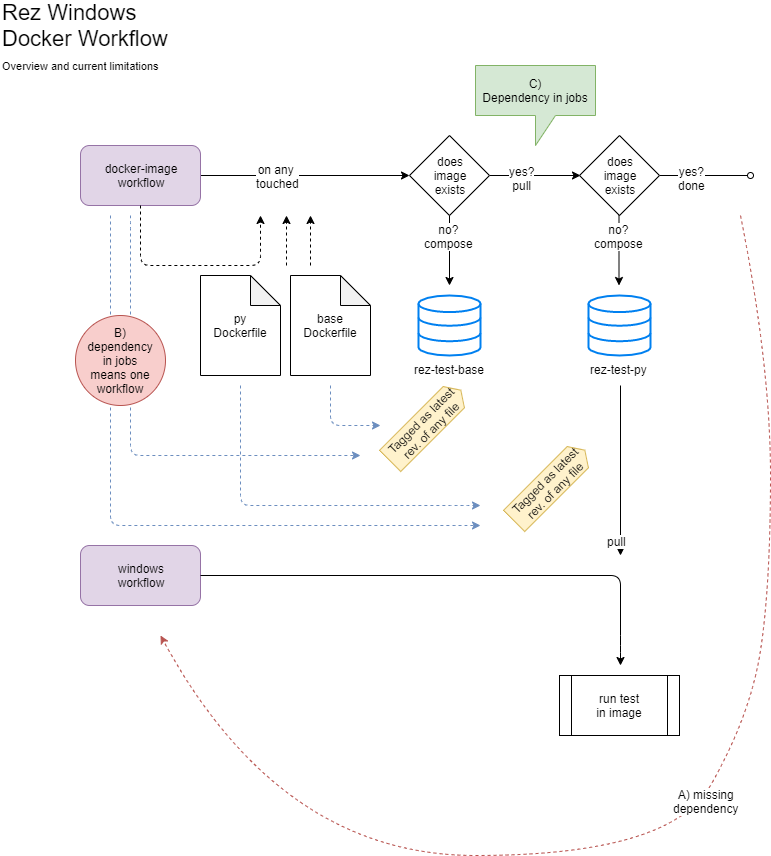 Rez Windows
Docker Workflow
Overview and current limitations
C)
Dependency in jobs
docker-image
workflow
on any
touched
does
image
exists
yes?
pull
does
image
exists
yes?
done
no?
compose
no?
compose
py
Dockerfile
base
Dockerfile
B)
dependency
in jobs
means one
workflow
rez-test-base
rez-test-py
Tagged as latest
rev. of any file
Tagged as latest
rev. of any file
pull
windows
workflow
run test
in image
A) missing
dependency